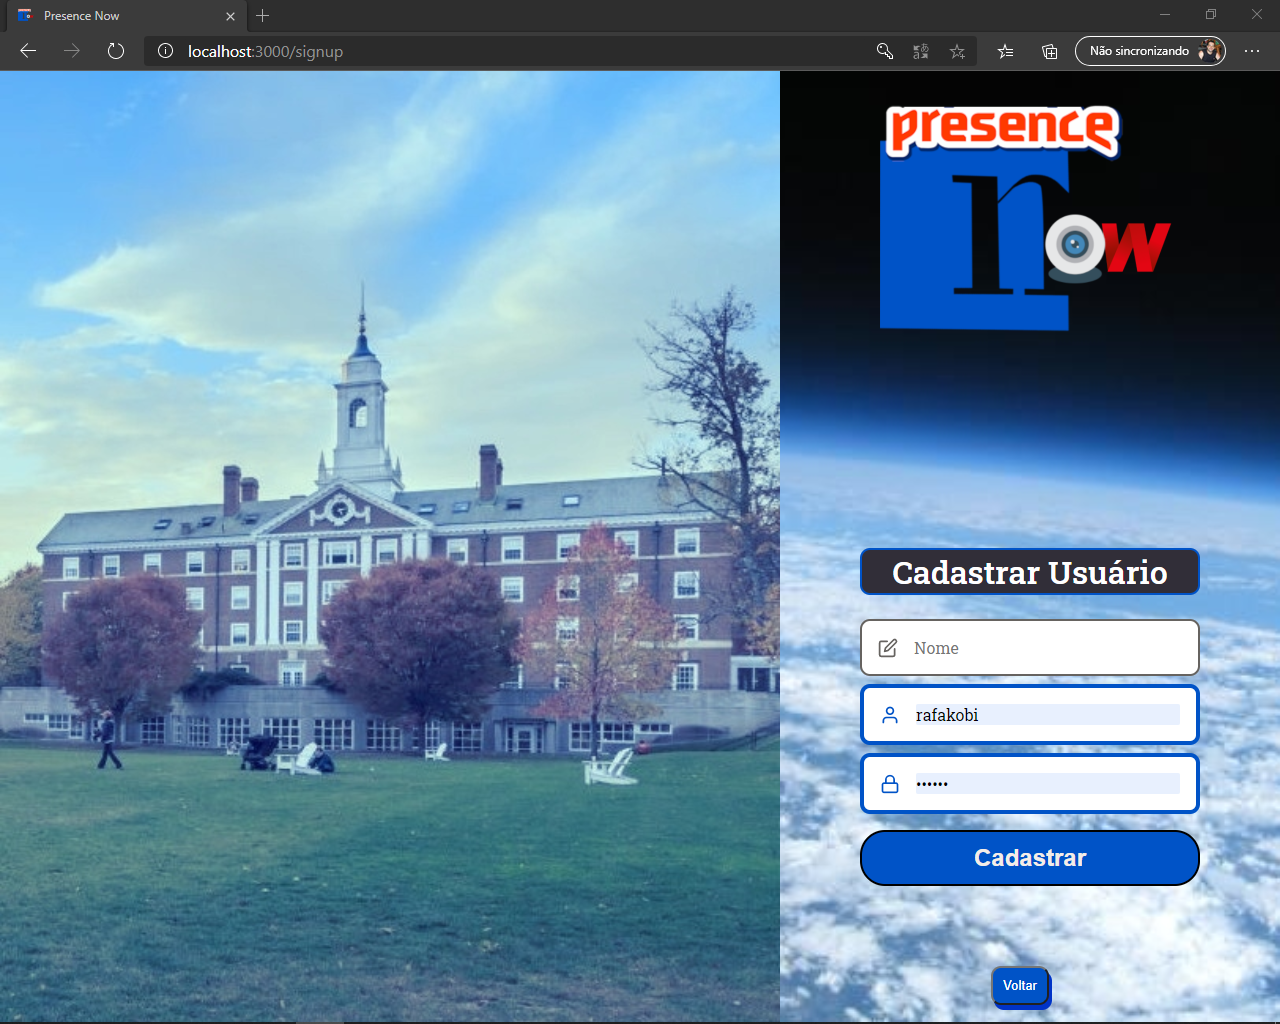 Presence Now
localhost:3000/signup
Não sincronizando
presence
now
Cadastrar Usuário
Nome
rafakobi
••••••
Cadastrar
Voltar